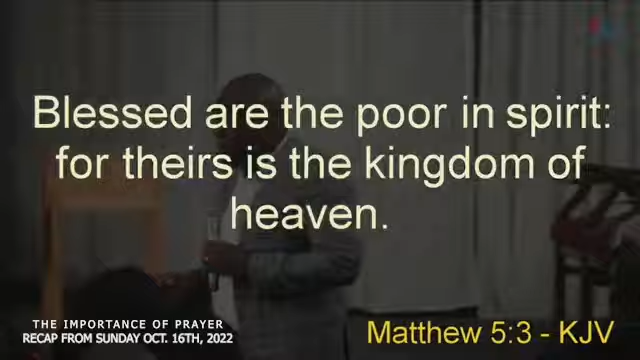 Blessed are the poor in spirit:
for theirs is the kingdom of
heaven.
THE IMPORTANCE OF PRAYER
RECAP FROM SUNDAY OCT. 16TH, 2022
Matthew 5:3 - KJV